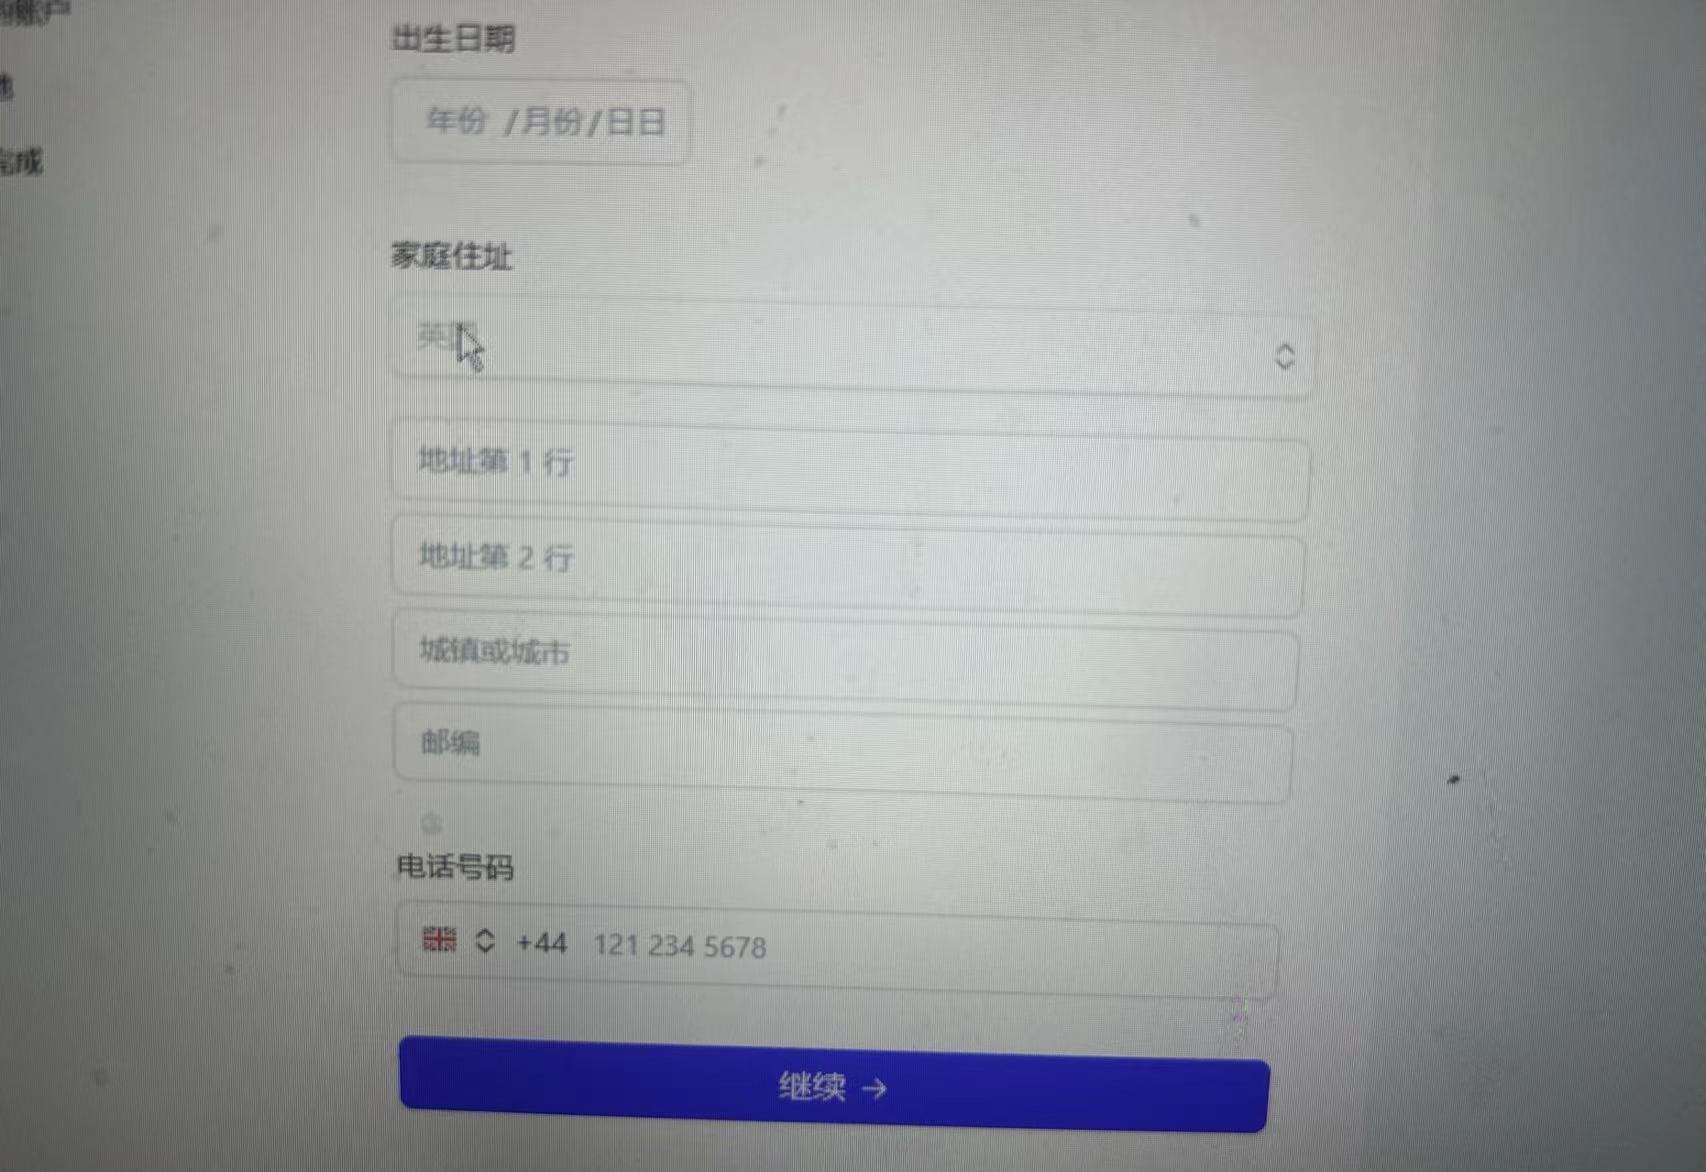 账户
地
完成
出生日期
年份 /月份/日日
家庭住址
英国
地址第 1 行
地址第 2 行
城镇或城市
邮编
电话号码
+44 121 234 5678
继续 →